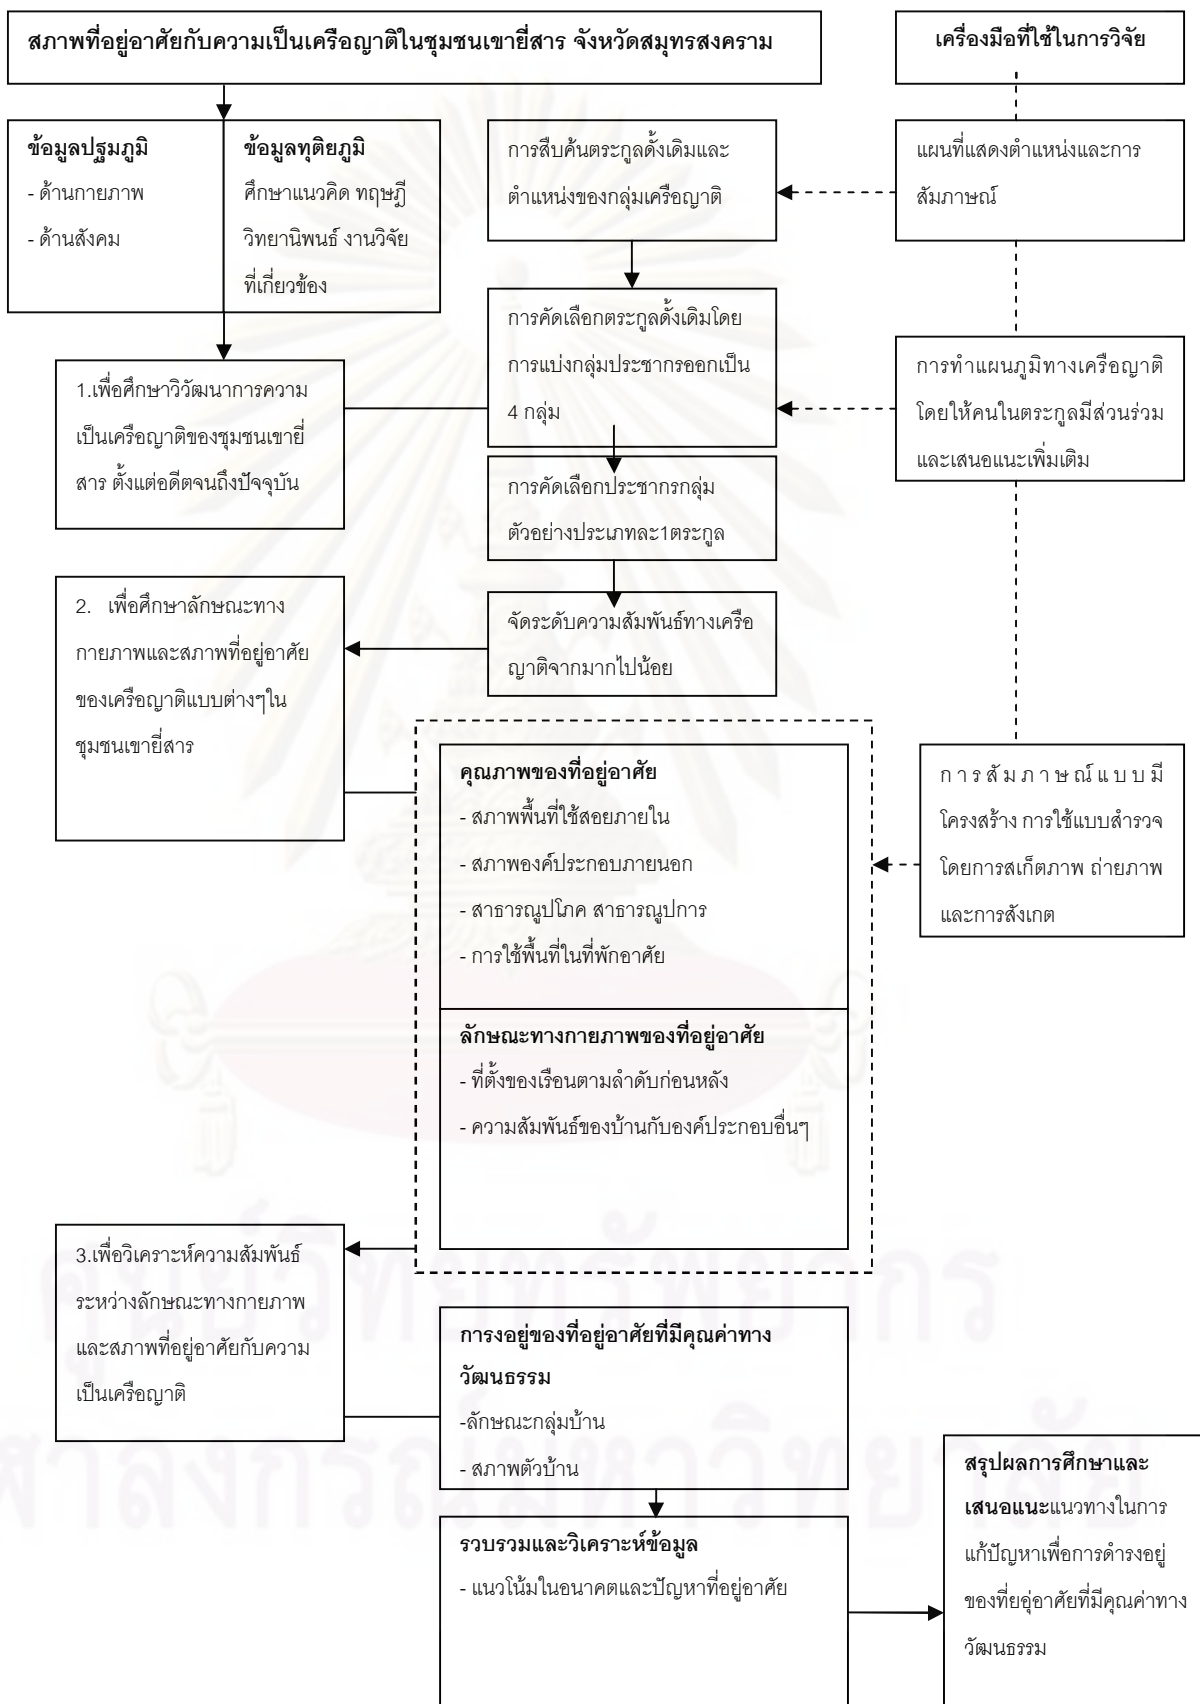 สภาพที่อยู่อาศัยกับความเป็นเครือญาติในชุมชนเขายี่สาร จังหวัดสมุทรสงคราม
เครื่องมือที่ใช้ในการวิจัย
ข้อมูลปฐมภูมิ
- ด้านกายภาพ
- ด้านสังคม
ข้อมูลทุติยภูมิ
ศึกษาแนวคิด ทฤษฎี
วิทยานิพนธ์ งานวิจัย
ที่เกี่ยวข้อง
การสืบค้นตระกูลดั้งเดิมและ
ตำแหน่งของกลุ่มเครือญาติ
แผนที่แสดงตำแหน่งและการ
สัมภาษณ์
การคัดเลือกตระกูลดั้งเดิมโดย
การแบ่งกลุ่มประชากรออกเป็น
4 กลุ่ม
การทำแผนภูมิทางเครือญาติ
โดยให้คนในตระกูลมีส่วนร่วม
และเสนอแนะเพิ่มเติม
1.เพื่อศึกษาวิวัฒนาการความ
เป็นเครือญาติของชุมชนเขายี่
สาร ตั้งแต่อดีตจนถึงปัจจุบัน
การคัดเลือกประชากรกลุ่ม
ตัวอย่างประเภทละ1ตระกูล
2. เพื่อศึกษาลักษณะทาง
กายภาพและสภาพที่อยู่อาศัย
ของเครือญาติแบบต่างๆใน
ชุมชนเขายี่สาร
จัดระดับความสัมพันธ์ทางเครือ
ญาติจากมากไปน้อย
คุณภาพของที่อยู่อาศัย
- สภาพพื้นที่ใช้สอยภายใน
- สภาพองค์ประกอบภายนอก
- สาธารณูปโภค สาธารณูปการ
- การใช้พื้นที่ในที่พักอาศัย
การสัมภาษณ์แบบมี
โครงสร้าง การใช้แบบสำรวจ
โดยการสเก็ตภาพ ถ่ายภาพ
และการสังเกต
ลักษณะทางกายภาพของที่อยู่อาศัย
- ที่ตั้งของเรือนตามลำดับก่อนหลัง
- ความสัมพันธ์ของบ้านกับองค์ประกอบอื่นๆ
3.เพื่อวิเคราะห์ความสัมพันธ์
ระหว่างลักษณะทางกายภาพ
และสภาพที่อยู่อาศัยกับความ
เป็นเครือญาติ
การงอยู่ของที่อยู่อาศัยที่มีคุณค่าทาง
วัฒนธรรม
-ลักษณะกลุ่มบ้าน
- สภาพตัวบ้าน
รวบรวมและวิเคราะห์ข้อมูล
- แนวโน้มในอนาคตและปัญหาที่อยู่อาศัย
สรุปผลการศึกษาและ
เสนอแนะแนวทางในการ
แก้ปัญหาเพื่อการดำรงอยู่
ของที่ยอุ่อาศัยที่มีคุณค่าทาง
วัฒนธรรม
ศูนย์วิทยทรัพยากร
ฬาลงกรณ์มหาวิทยาลัย